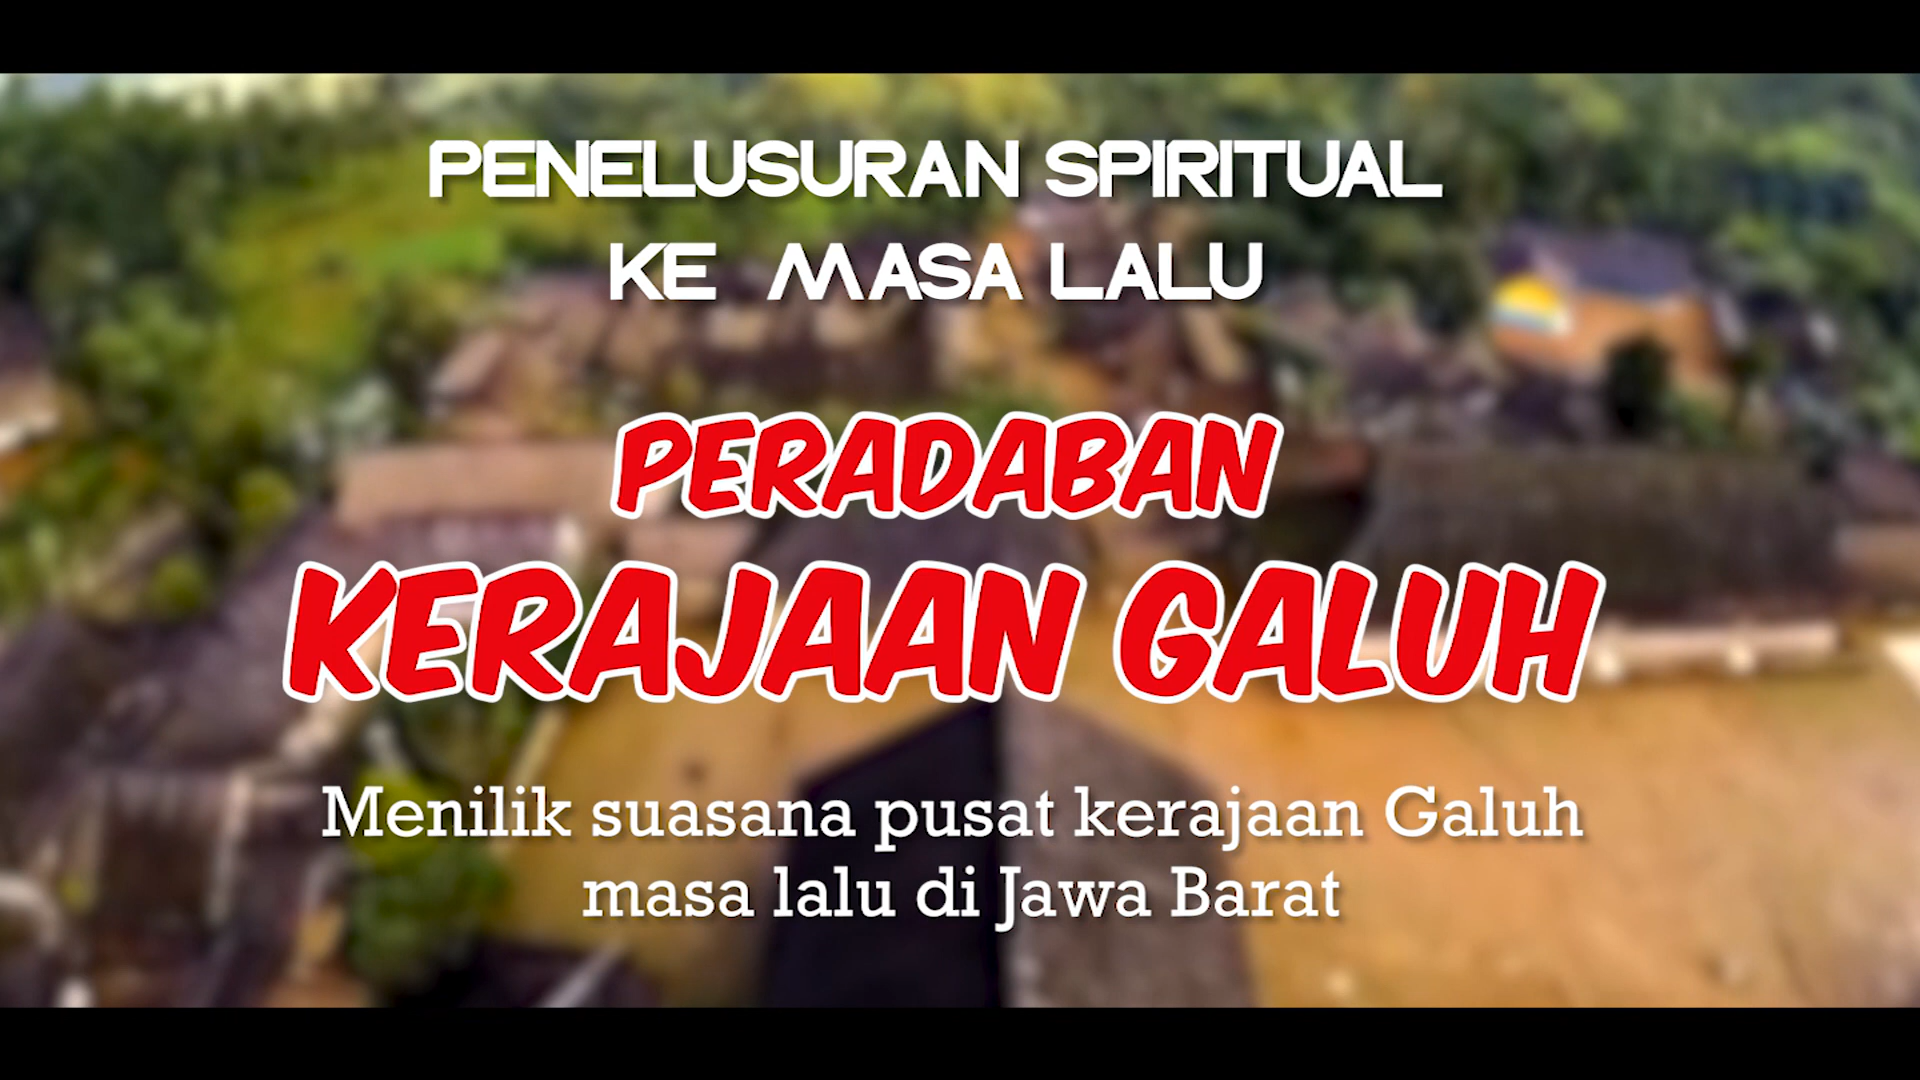 PENELUSURAN SPIRITUAL
KE MASA LALU
PERADABAN
KERAJAAN GALUH
Menilik suasana pusat kerajaan Galuh
masa lalu di Jawa Barat